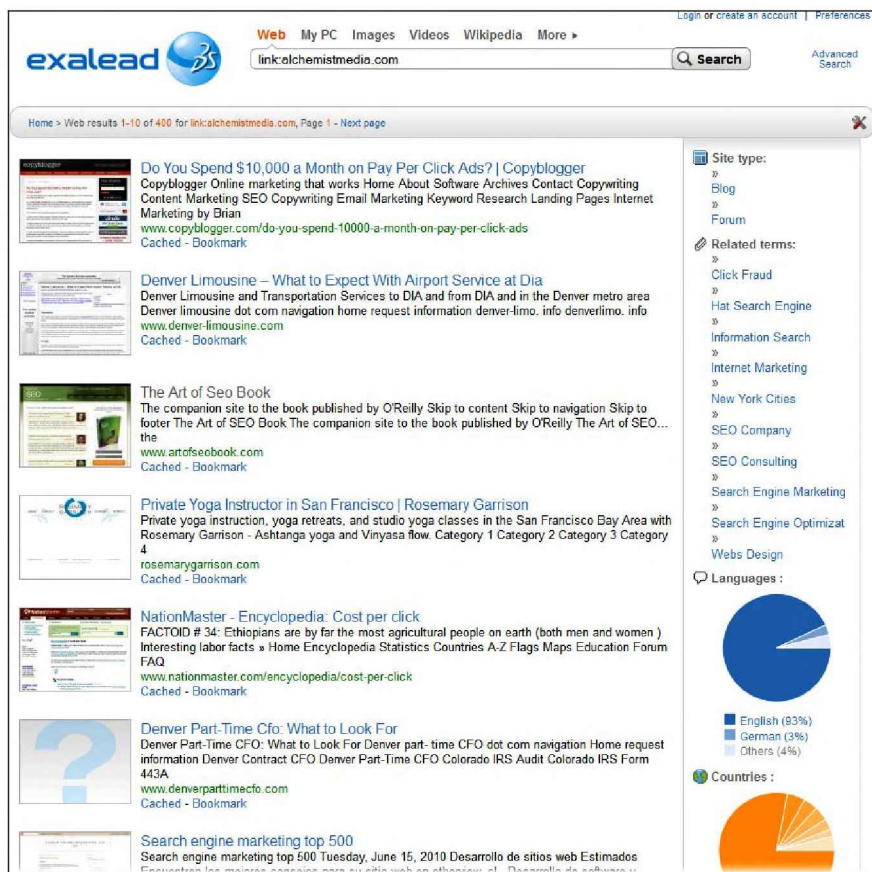 Login or create an account | Preferences
Web My PC Images Videos Wikipedia More ▸
exalead
link:alchemistmedia.com
Search
Advanced
Search
Home > Web results 1-10 of 400 for link:alchemistmedia.com, Page 1 - Next page
Do You Spend $10,000 a Month on Pay Per Click Ads? | Copyblogger
Copyblogger Online marketing that works Home About Software Archives Contact Copywriting
Content Marketing SEO Copywriting Email Marketing Keyword Research Landing Pages Internet
Marketing by Brian
www.copyblogger.com/do-you-spend-10000-a-month-on-pay-per-click-ads
Cached - Bookmark
Denver Limousine – What to Expect With Airport Service at Dia
Denver Limousine and Transportation Services to DIA and from DIA and in the Denver metro area
Denver limousine dot com navigation home request information denver-limo. info denverlimo. info
www.denver-limousine.com
Cached - Bookmark
The Art of Seo Book
The companion site to the book published by O'Reilly Skip to content Skip to navigation Skip to
footer The Art of SEO Book The companion site to the book published by O'Reilly The Art of SEO...
the
www.artofseobook.com
Cached - Bookmark
Private Yoga Instructor in San Francisco | Rosemary Garrison
Private yoga instruction, yoga retreats, and studio yoga classes in the San Francisco Bay Area with
Rosemary Garrison - Ashtanga yoga and Vinyasa flow. Category 1 Category 2 Category 3 Category
4
rosemarygarrison.com
Cached - Bookmark
NationMaster - Encyclopedia: Cost per click
FACTOID # 34: Ethiopians are by far the most agricultural people on earth (both men and women )
Interesting labor facts » Home Encyclopedia Statistics Countries A-Z Flags Maps Education Forum
FAQ
www.nationmaster.com/encyclopedia/cost-per-click
Cached - Bookmark
Denver Part-Time Cfo: What to Look For
Denver Part-Time CFO: What to Look For Denver part- time CFO dot com navigation Home request
information Denver Contract CFO Denver Part-Time CFO Colorado IRS Audit Colorado IRS Form
443A
www.denverparttimecfo.com
Cached - Bookmark
Search engine marketing top 500
Search engine marketing top 500 Tuesday, June 15, 2010 Desarrollo de sitios web Estimados
Site type:
»
Blog
»
Forum
Related terms:
»
Click Fraud
»
Hat Search Engine
»
Information Search
»
Internet Marketing
»
New York Cities
»
SEO Company
»
SEO Consulting
»
Search Engine Marketing
»
Search Engine Optimizat
»
Webs Design
Languages :
English (93%)
German (3%)
Others (4%)
Countries :